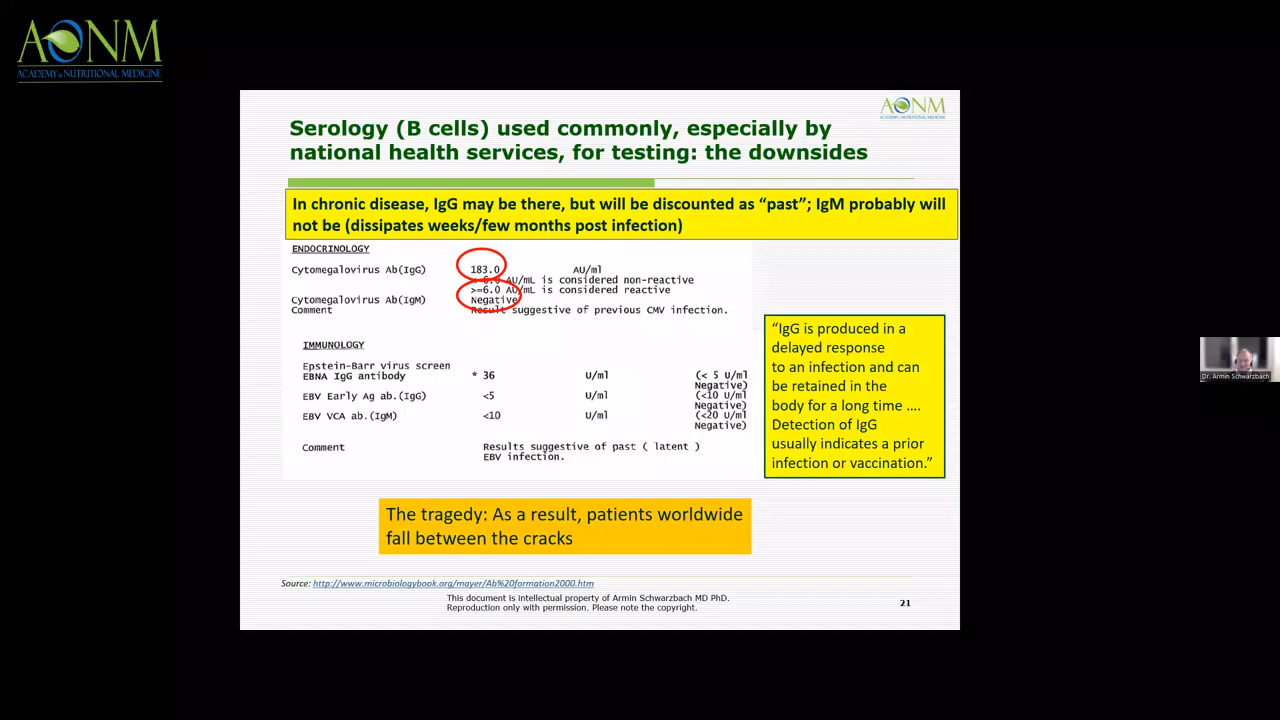 AONM
ACADEMY of NUTRITIONAL MEDICINE
AONM
ACADEMY of NUTRITIONAL MEDICINE
Serology (B cells) used commonly, especially by
national health services, for testing: the downsides
In chronic disease, IgG may be there, but will be discounted as “past”; IgM probably will
not be (dissipates weeks/few months post infection)
ENDOCRINOLOGY
Cytomegalovirus Ab(IgG) 183.0 AU/ml
6.0 AU/mL is considered non-reactive
>=6.0 AU/mL is considered reactive
Cytomegalovirus Ab(IgM) Negative
Comment Result suggestive of previous CMV infection.
IMMUNOLOGY
Epstein-Barr virus screen
EBNA IgG antibody * 36 U/ml (< 5 U/ml
Negative)
EBV Early Ag ab.(IgG) <5 U/ml (<10 U/ml
Negative)
EBV VCA ab.(IgM) <10 U/ml (<20 U/ml
Negative)
Comment Results suggestive of past ( latent )
EBV infection.
“IgG is produced in a
delayed response
to an infection and can
be retained in the
body for a long time ....
Detection of IgG
usually indicates a prior
infection or vaccination.”
The tragedy: As a result, patients worldwide
fall between the cracks
Source: http://www.microbiologybook.org/mayer/Ab%20formation2000.htm
This document is intellectual property of Armin Schwarzbach MD PhD.
Reproduction only with permission. Please note the copyright.
21
Dr. Armin Schwarzbach